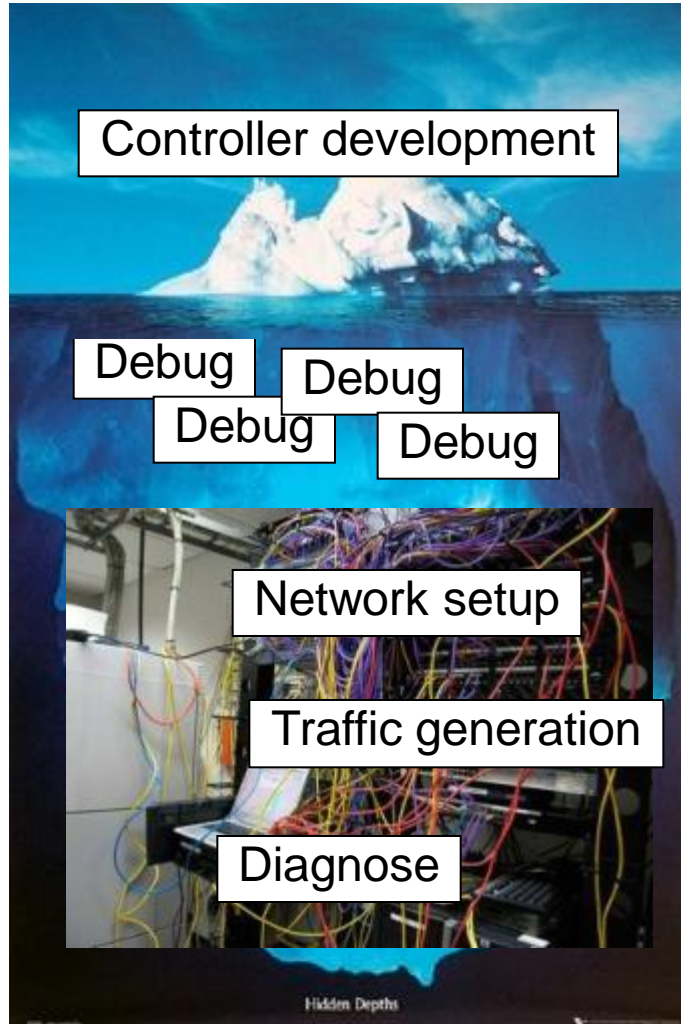 Controller development
Debug
Debug
Debug
Debug
Network setup
Traffic generation
Diagnose
Hidden Depths